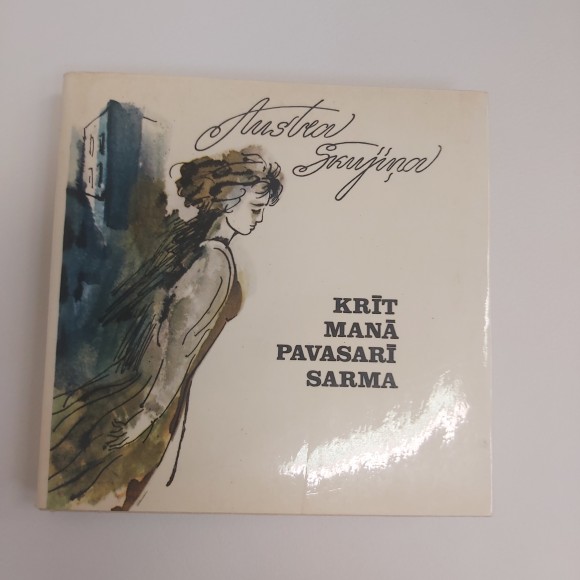 Austra
Skujiņa
KRĪT
MANĀ
PAVASARĪ
SARMA